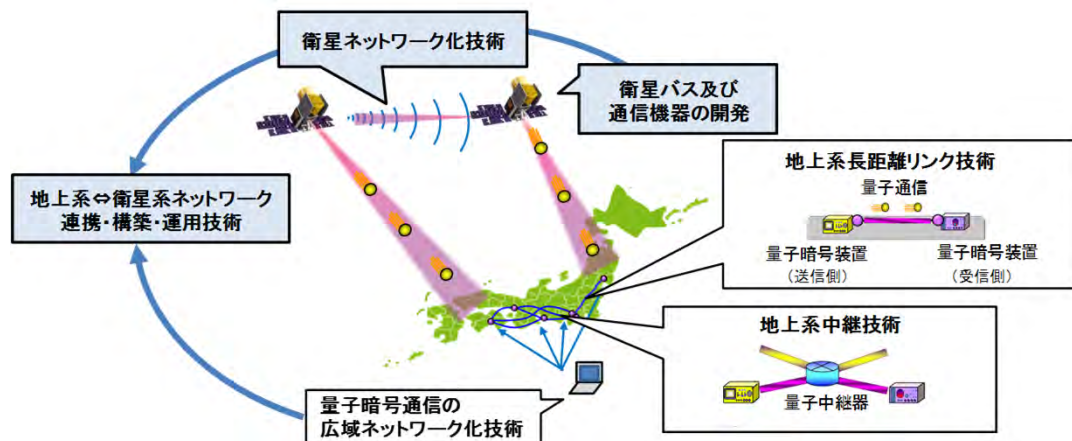 衛星ネットワーク化技術
衛星バス及び
通信機器の開発
地上系⇔衛星系ネットワーク
連携・構築・運用技術
地上系長距離リンク技術
量子通信
量子暗号装置
(送信側)
量子暗号装置
(受信側)
地上系中継技術
量子中継器
量子暗号通信の
広域ネットワーク化技術